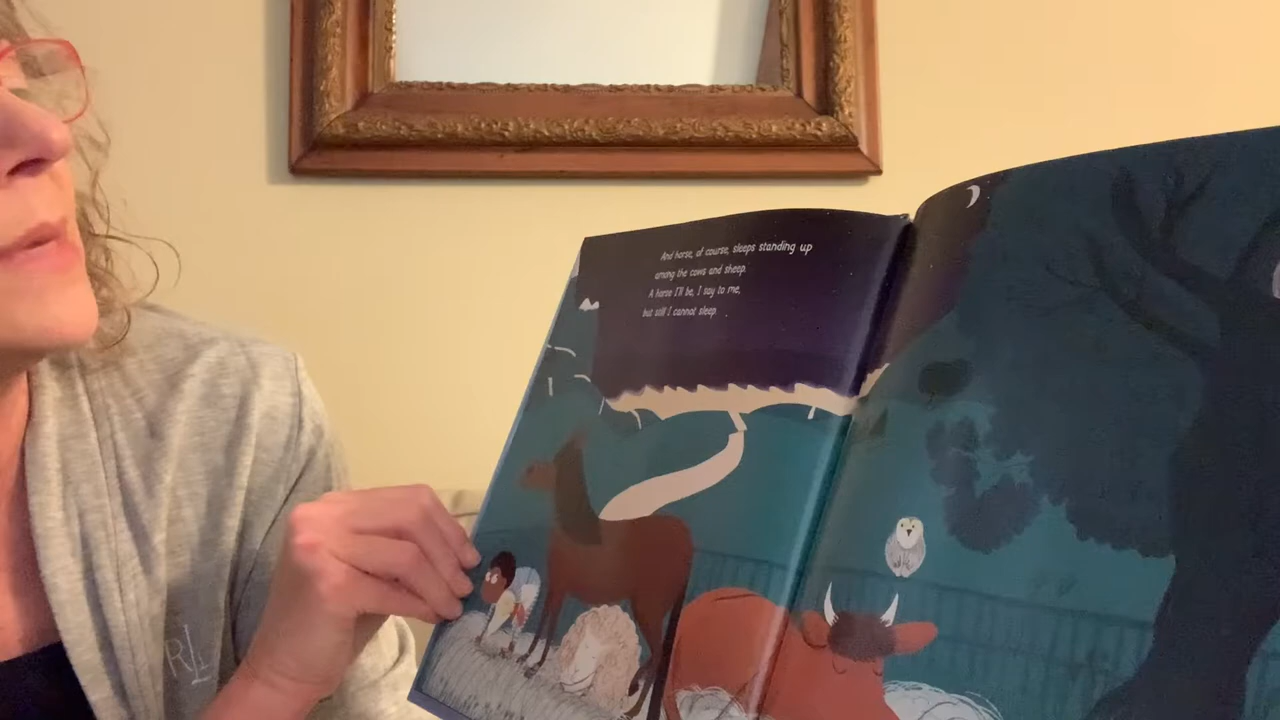 And horse, of course, sleeps standing up
among the cows and sheep.
A horse I'll be, I say to me,
but still I cannot sleep.